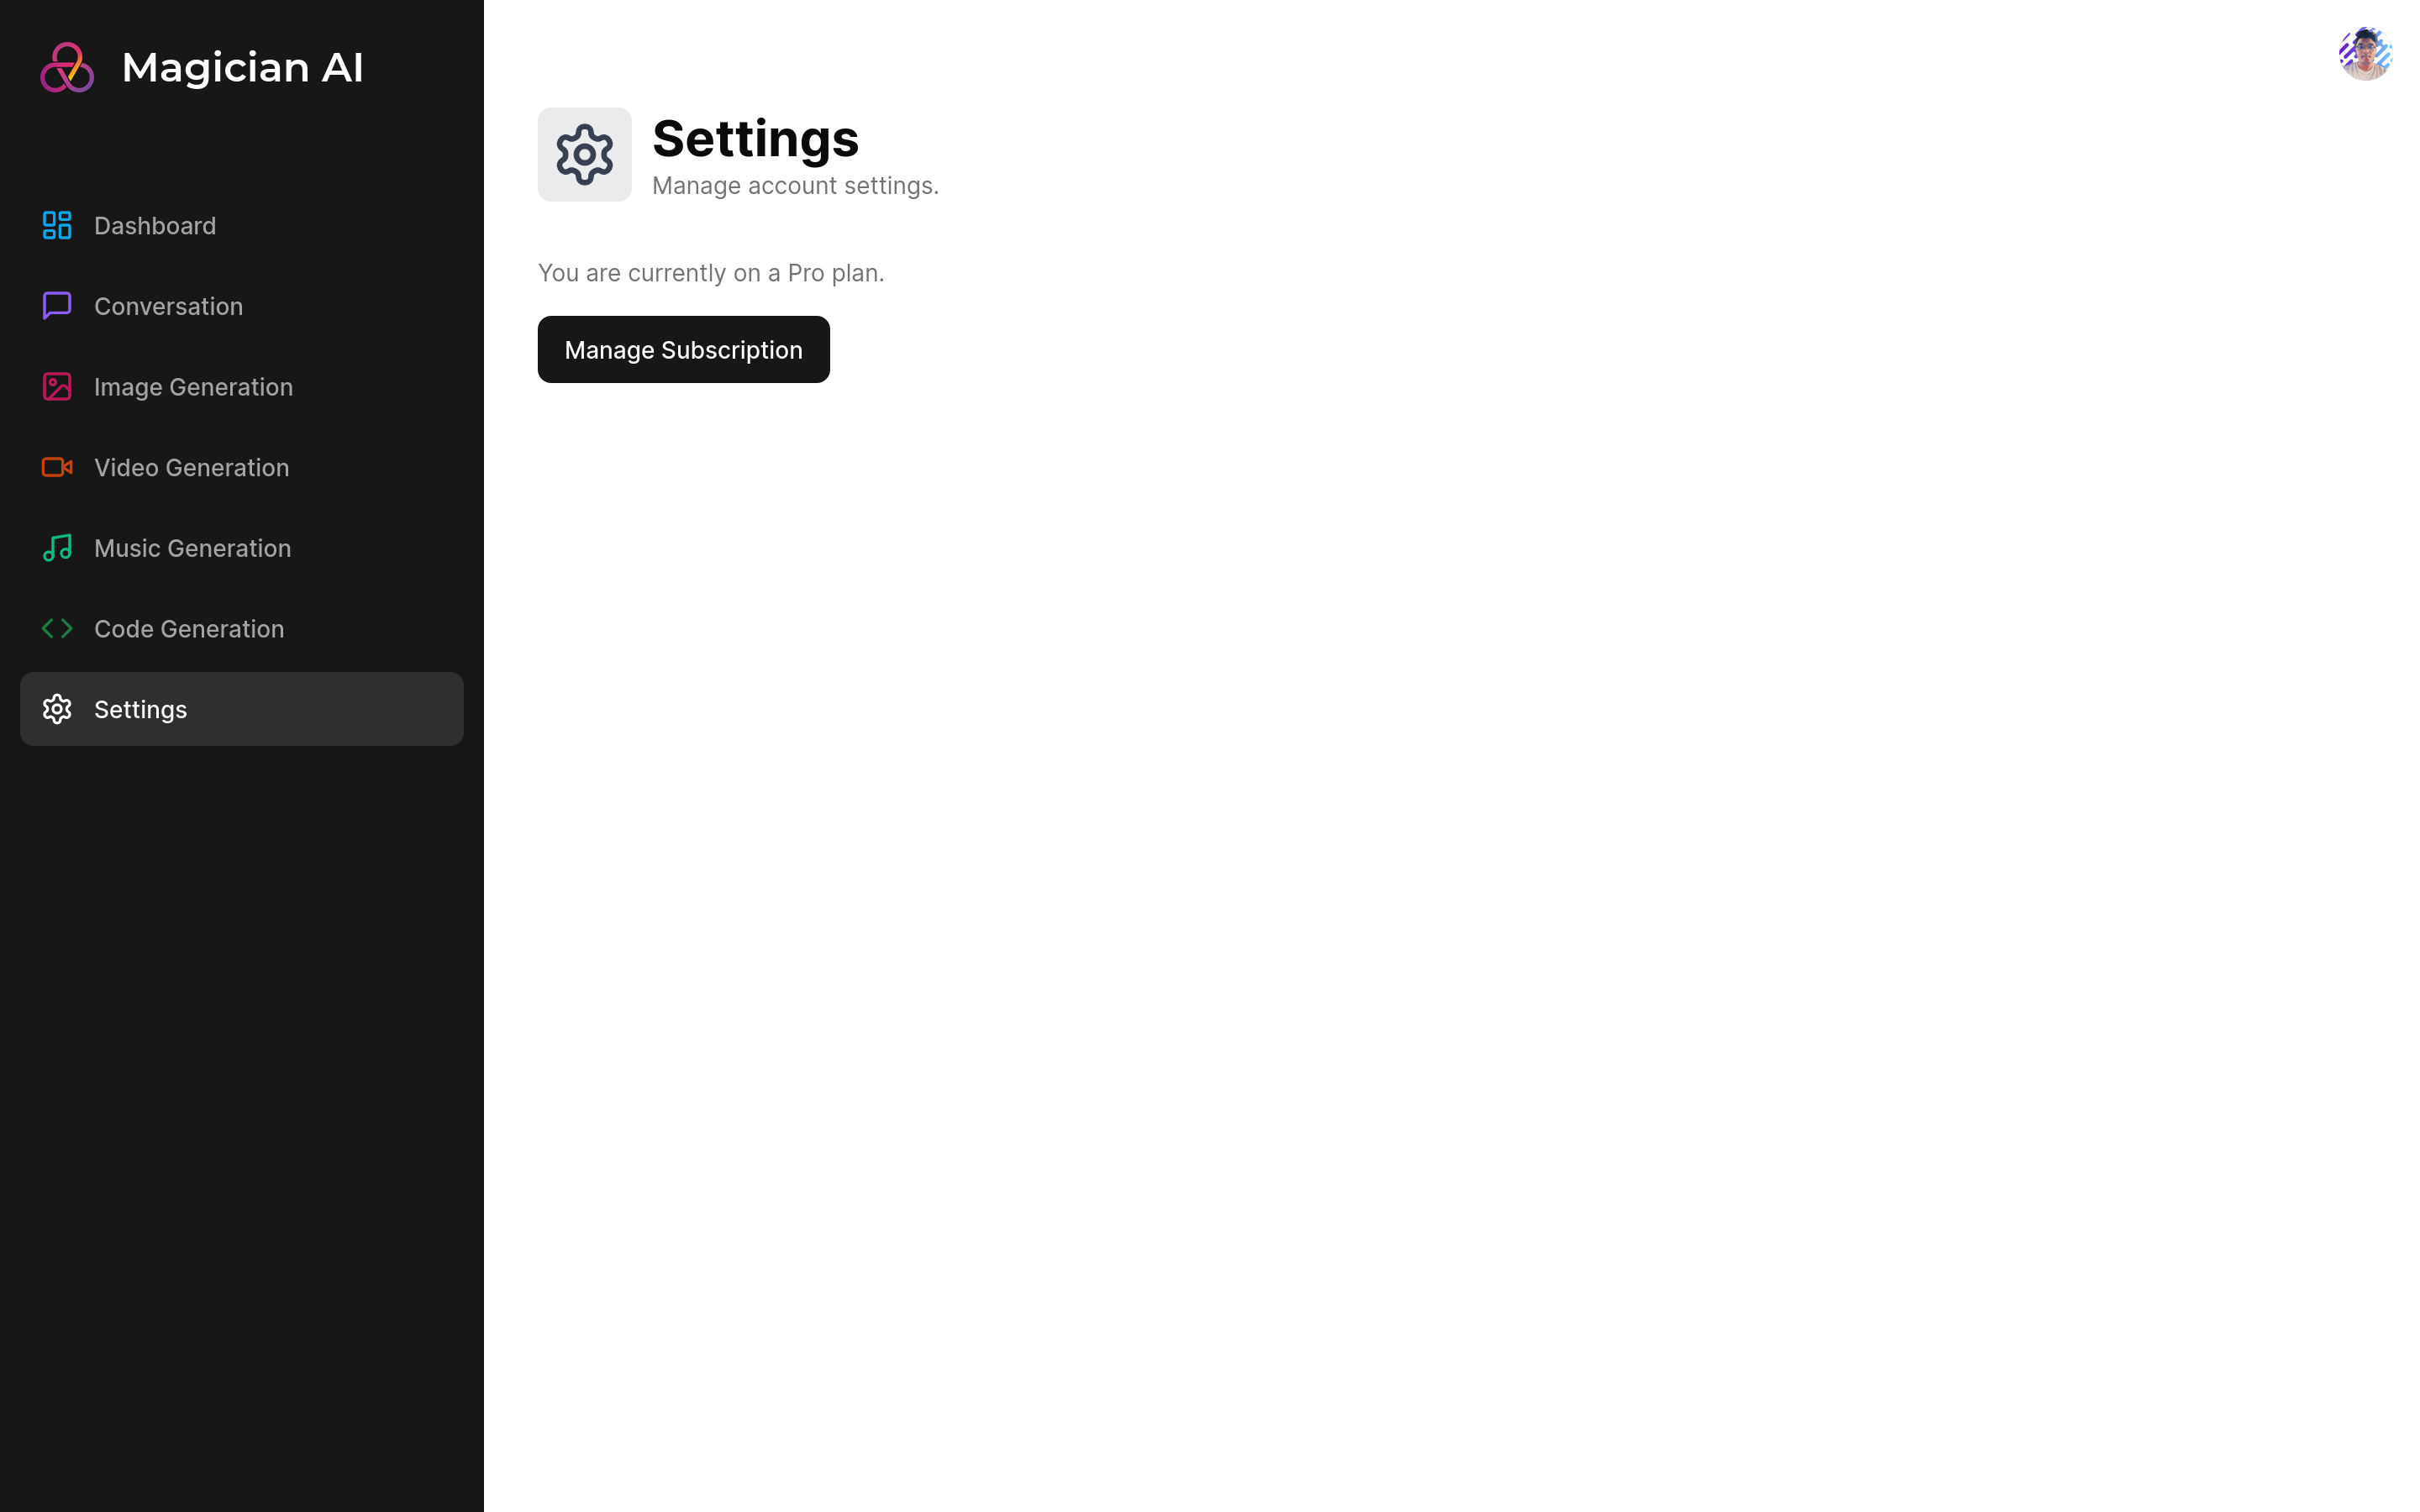 Magician AI
Dashboard
Conversation
Image Generation
Video Generation
Music Generation
Code Generation
Settings
Settings
Manage account settings.
You are currently on a Pro plan.
Manage Subscription